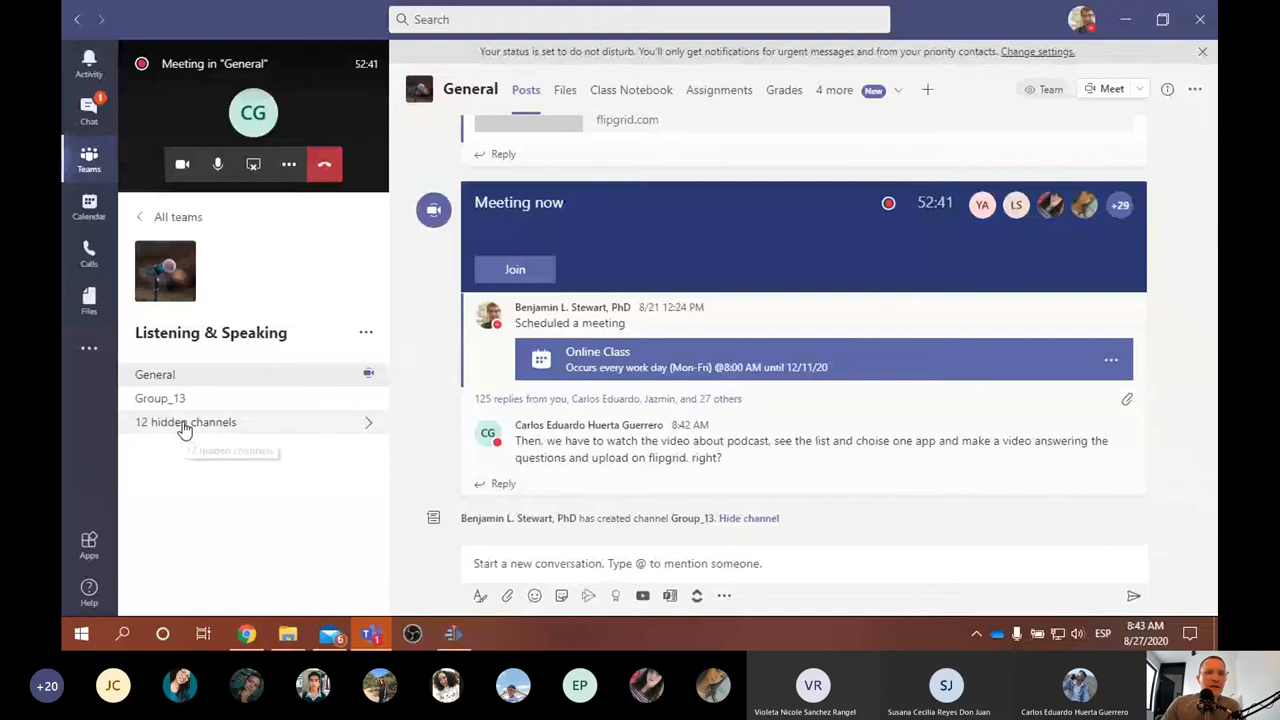 Search
Your status is set to do not disturb. You'll only get notifications for urgent messages and from your priority contacts. Change settings.
Activity
Chat
1
Teams
Calendar
Calls
Files
Apps
Help
Meeting in "General"
52:41
CG
All teams
Listening & Speaking
General
Group_13
12 hidden channels
12 hidden channels
General
Posts
Files
Class Notebook
Assignments
Grades
4 more
New
Team
Meet
flipgrid.com
Reply
Meeting now
52:41
YA
LS
+29
Join
Benjamin L. Stewart, PhD 8/21 12:24 PM
Scheduled a meeting
Online Class
Occurs every work day (Mon-Fri) @8:00 AM until 12/11/20
125 replies from you, Carlos Eduardo, Jazmin, and 27 others
CG
Carlos Eduardo Huerta Guerrero 8:42 AM
Then, we have to watch the video about podcast, see the list and choise one app and make a video answering the
questions and upload on flipgrid. right?
Reply
Benjamin L. Stewart, PhD has created channel Group_13. Hide channel
Start a new conversation. Type @ to mention someone.
6
1
ESP
8:43 AM
8/27/2020
+20
JC
EP
VR
Violeta Nicole Sanchez Rangel
SJ
Susana Cecilia Reyes Don Juan
Carlos Eduardo Huerta Guerrero